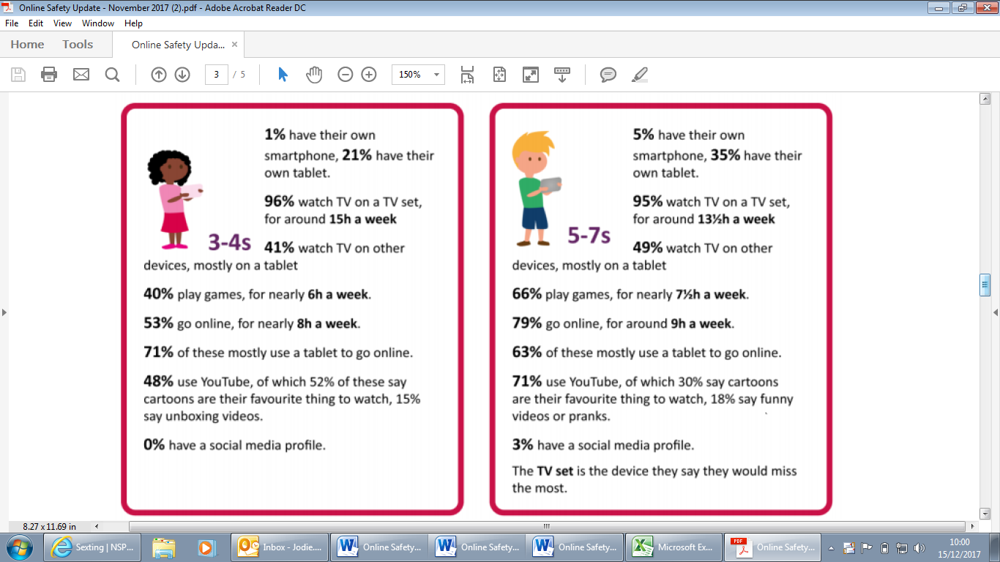 Online Safety Update - November 2017 (2).pdf - Adobe Acrobat Reader DC
File Edit View Window Help
Home Tools Online Safety Upda... ×
3 / 5 150%
1% have their own
smartphone, 21% have their
own tablet.
96% watch TV on a TV set,
for around 15h a week
3-4s 41% watch TV on other
devices, mostly on a tablet
40% play games, for nearly 6h a week.
53% go online, for nearly 8h a week.
71% of these mostly use a tablet to go online.
48% use YouTube, of which 52% of these say
cartoons are their favourite thing to watch, 15%
say unboxing videos.
0% have a social media profile.
5% have their own
smartphone, 35% have their
own tablet.
95% watch TV on a TV set,
for around 13½h a week
5-7s 49% watch TV on other
devices, mostly on a tablet
66% play games, for nearly 7½h a week.
79% go online, for around 9h a week.
63% of these mostly use a tablet to go online.
71% use YouTube, of which 30% say cartoons
are their favourite thing to watch, 18% say funny
videos or pranks.
3% have a social media profile.
The TV set is the device they say they would miss
the most.
8.27 x 11.69 in
Sexting | NSP... Inbox - Jodie.... Online Safety... Online Safety... Online Safety... Microsoft Ex... Online Safety... 10:00
15/12/2017